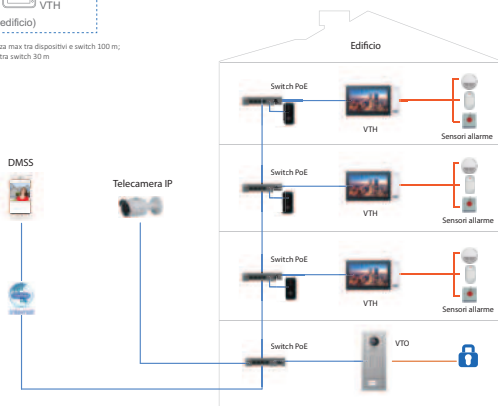 VTH
edificio)
za max tra dispositivi e switch 100 m;
tra switch 30 m
Edificio
Switch PoE
VTH
Sensori allarme
Switch PoE
VTH
Sensori allarme
DMSS
Telecamera IP
Switch PoE
VTH
Sensori allarme
Switch PoE
VTO